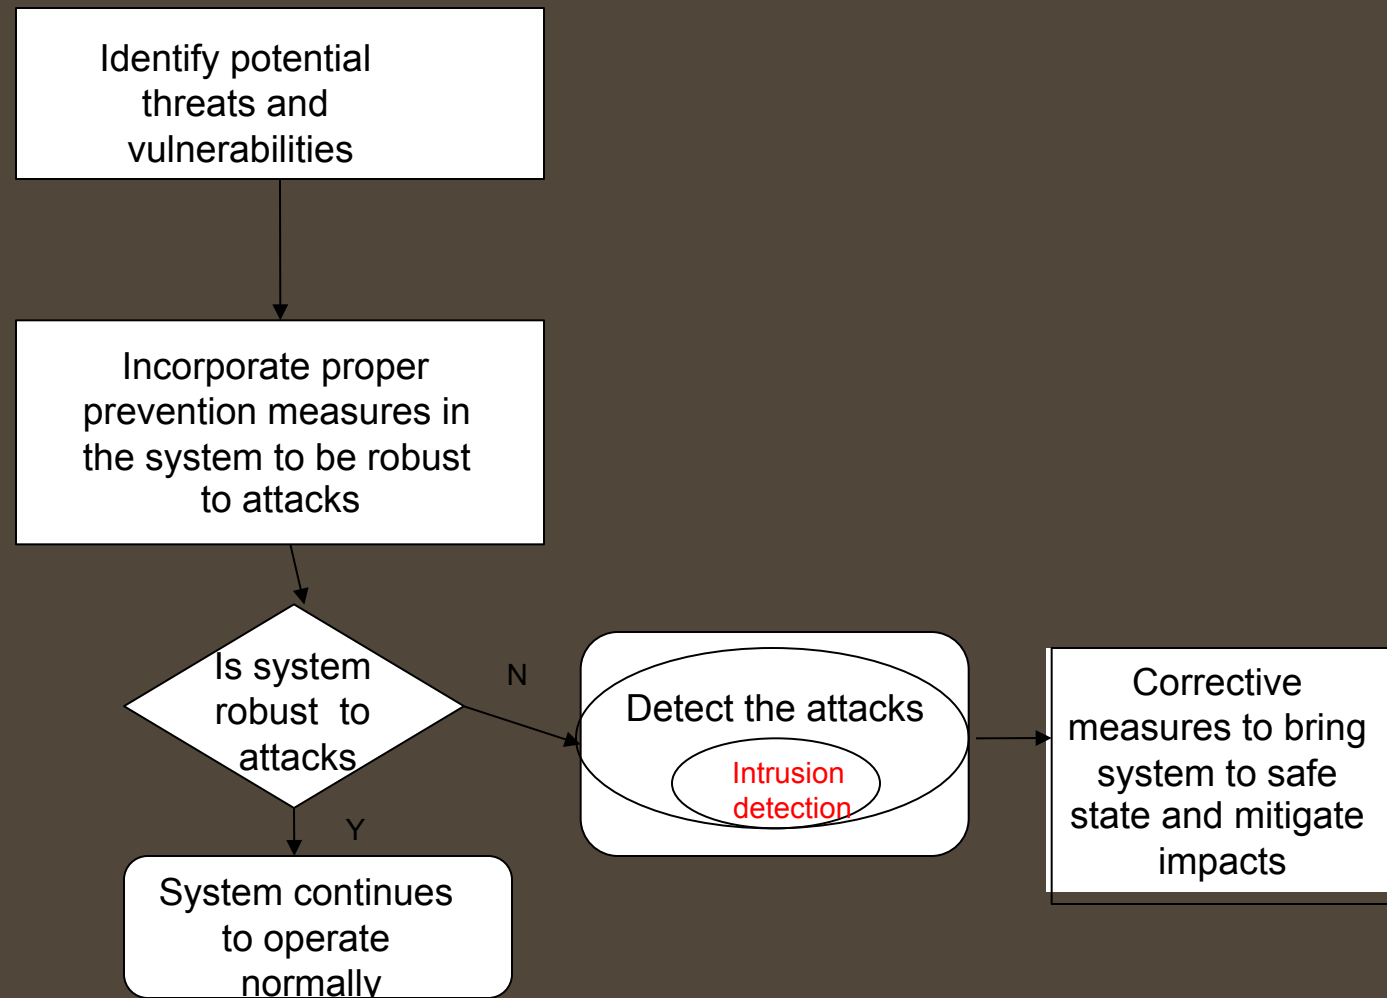 Identify potential
threats and
vulnerabilities
Incorporate proper
prevention measures in
the system to be robust
to attacks
Is system
robust to
attacks
N
Y
Detect the attacks
Intrusion
detection
Corrective
measures to bring
system to safe
state and mitigate
impacts
System continues
to operate
normally